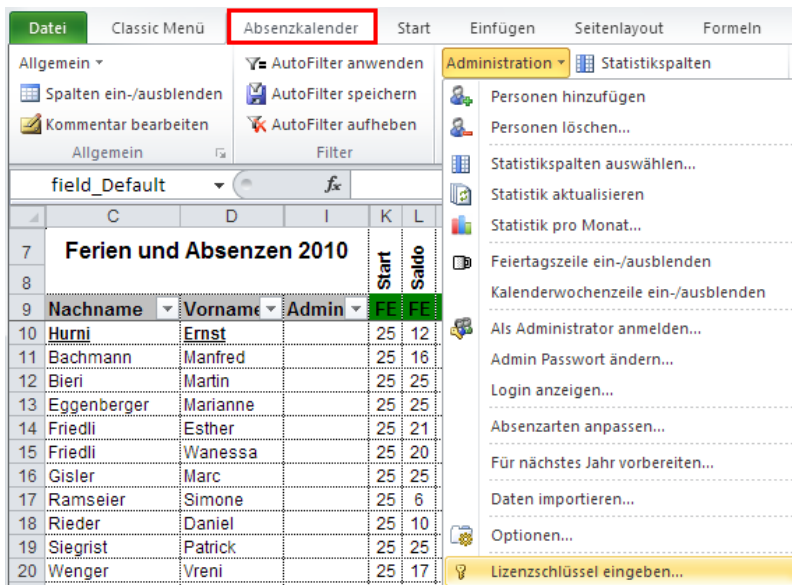 Datei Classic Menü Absenzkalender Start Einfügen Seitenlayout Formeln
Allgemein
Spalten ein-/ausblenden
Kommentar bearbeiten
Allgemein
AutoFilter anwenden
AutoFilter speichern
AutoFilter aufheben
Filter
Administration Statistikspalten
Personen hinzufügen
Personen löschen...
Statistikspalten auswählen...
Statistik aktualisieren
Statistik pro Monat...
Feiertagszeile ein-/ausblenden
Kalenderwochenzeile ein-/ausblenden
Als Administrator anmelden...
Admin Passwort ändern...
Login anzeigen...
Absenzarten anpassen...
Für nächstes Jahr vorbereiten...
Daten importieren...
Optionen...
Lizenzschlüssel eingeben...
field_Default fx
C D I K L
7 Ferien und Absenzen 2010 Start Saldo
8
9 Nachname Vorname Admin FE FE
10 Hurni Ernst 25 12
11 Bachmann Manfred 25 16
12 Bieri Martin 25 25
13 Eggenberger Marianne 25 25
14 Friedli Esther 25 21
15 Friedli Wanessa 25 20
16 Gisler Marc 25 25
17 Ramseier Simone 25 6
18 Rieder Daniel 25 10
19 Siegrist Patrick 25 25
20 Wenger Vreni 25 17